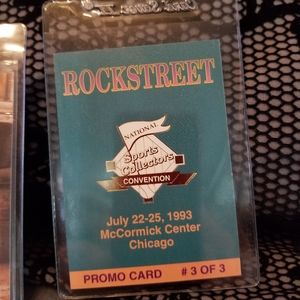 ROCKSTREET
NATIONAL
Sports
Collectors
CONVENTION
July 22-25, 1993
McCormick Center
Chicago
PROMO CARD # 3 OF 3